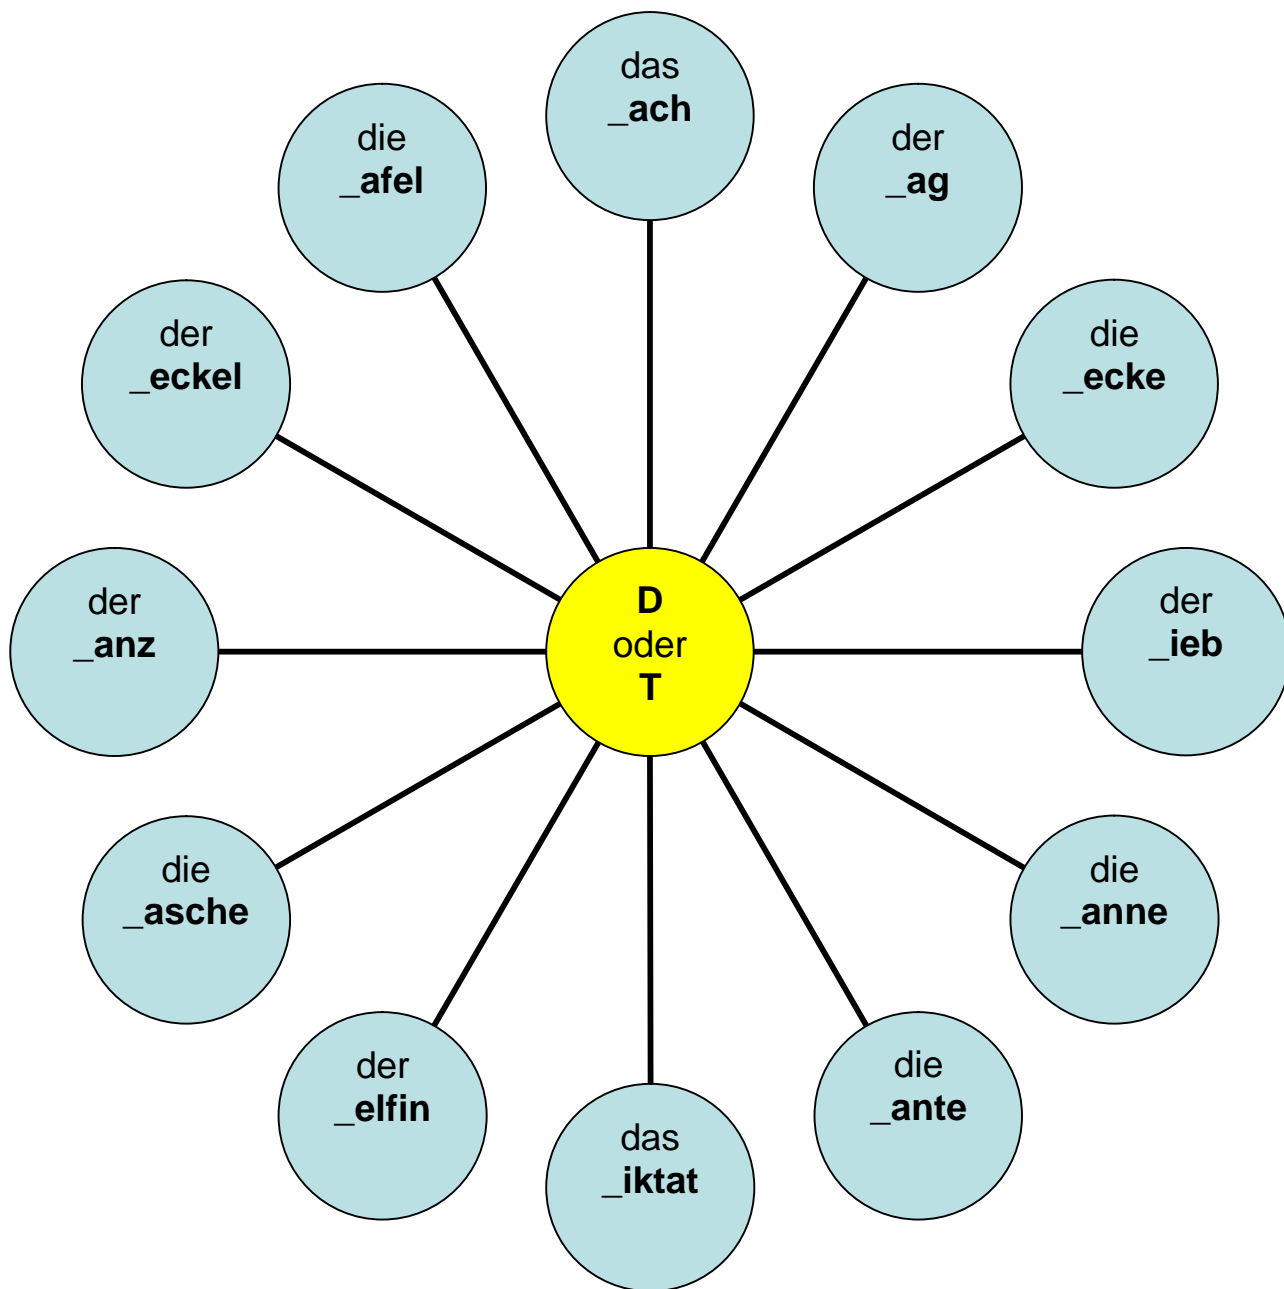 das
_ach
der
_ag
die
_ecke
der
_ieb
die
_anne
die
_ante
das
_iktat
der
_elfin
die
_asche
der
_anz
der
_eckel
die
_afel
D
oder
T